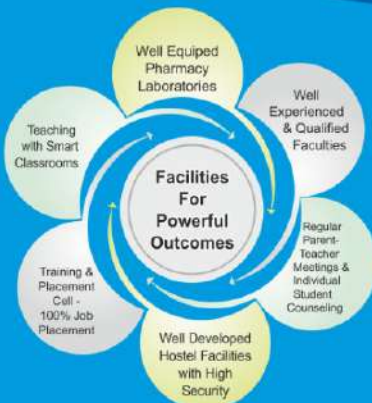 Well Equiped
Pharmacy
Laboratories
Well
Experienced
& Qualified
Faculties
Regular
Parent-
Teacher
Meetings &
Individual
Student
Counseling
Well Developed
Hostel Facilities
with High
Security
Training &
Placement
Cell -
100% Job
Placement
Teaching
with Smart
Classrooms
Facilities
For
Powerful
Outcomes